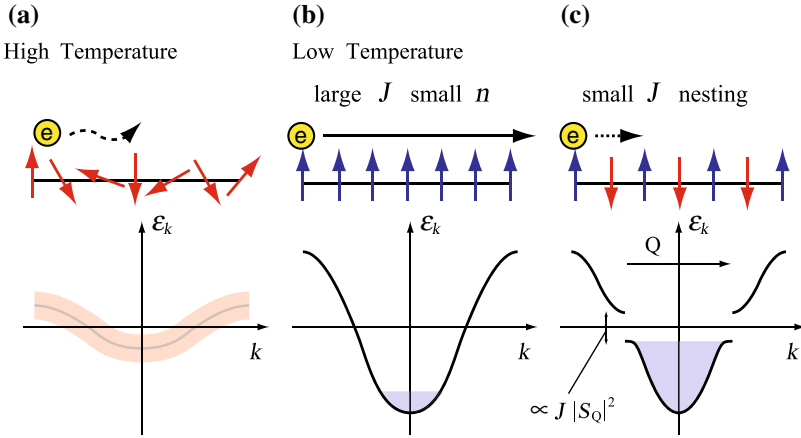 (a)
High Temperature
e
ε_k
k
(b)
Low Temperature
large J small n
e
ε_k
k
(c)
small J nesting
e
ε_k
Q
k
∝ J |S_Q|^2